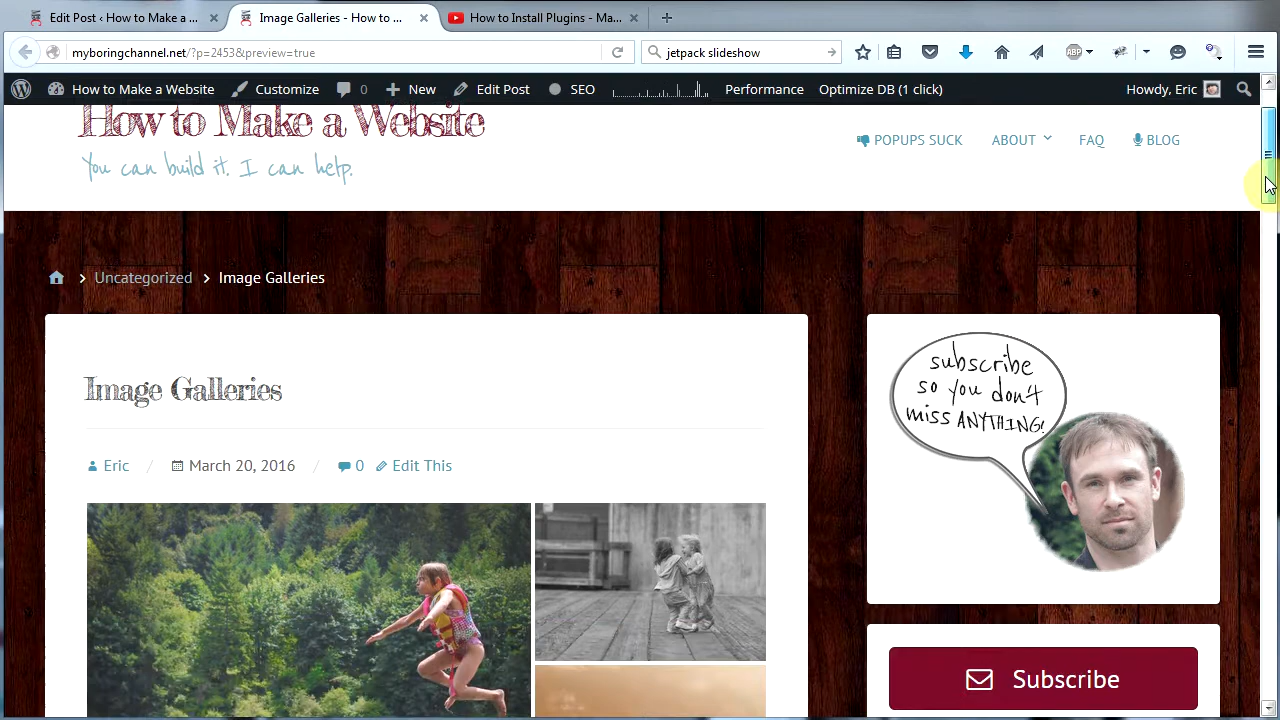 Edit Post ‹ How to Make a ...
Image Galleries - How to ...
How to Install Plugins - Ma...
myboringchannel.net/?p=2453&preview=true
jetpack slideshow
ABP
How to Make a Website
Customize
0
New
Edit Post
SEO
Performance
Optimize DB (1 click)
Howdy, Eric
How to Make a Website
You can build it. I can help.
POPUPS SUCK
ABOUT
FAQ
BLOG
Uncategorized
Image Galleries
Image Galleries
Eric
/
March 20, 2016
/
0
Edit This
subscribe
so you don't
miss ANYTHING!
Subscribe